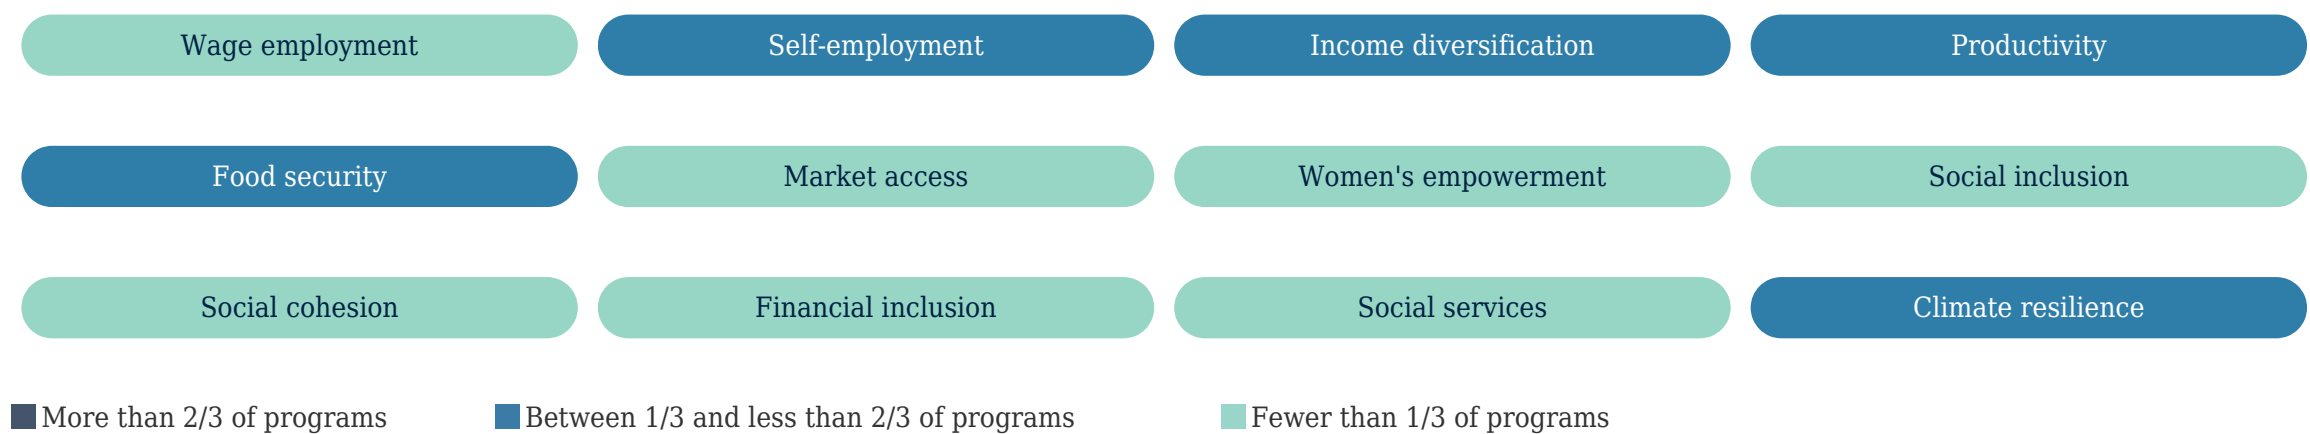 Wage employment
Self-employment
Income diversification
Productivity
Food security
Market access
Women's empowerment
Social inclusion
Social cohesion
Financial inclusion
Social services
Climate resilience
More than 2/3 of programs
Between 1/3 and less than 2/3 of programs
Fewer than 1/3 of programs